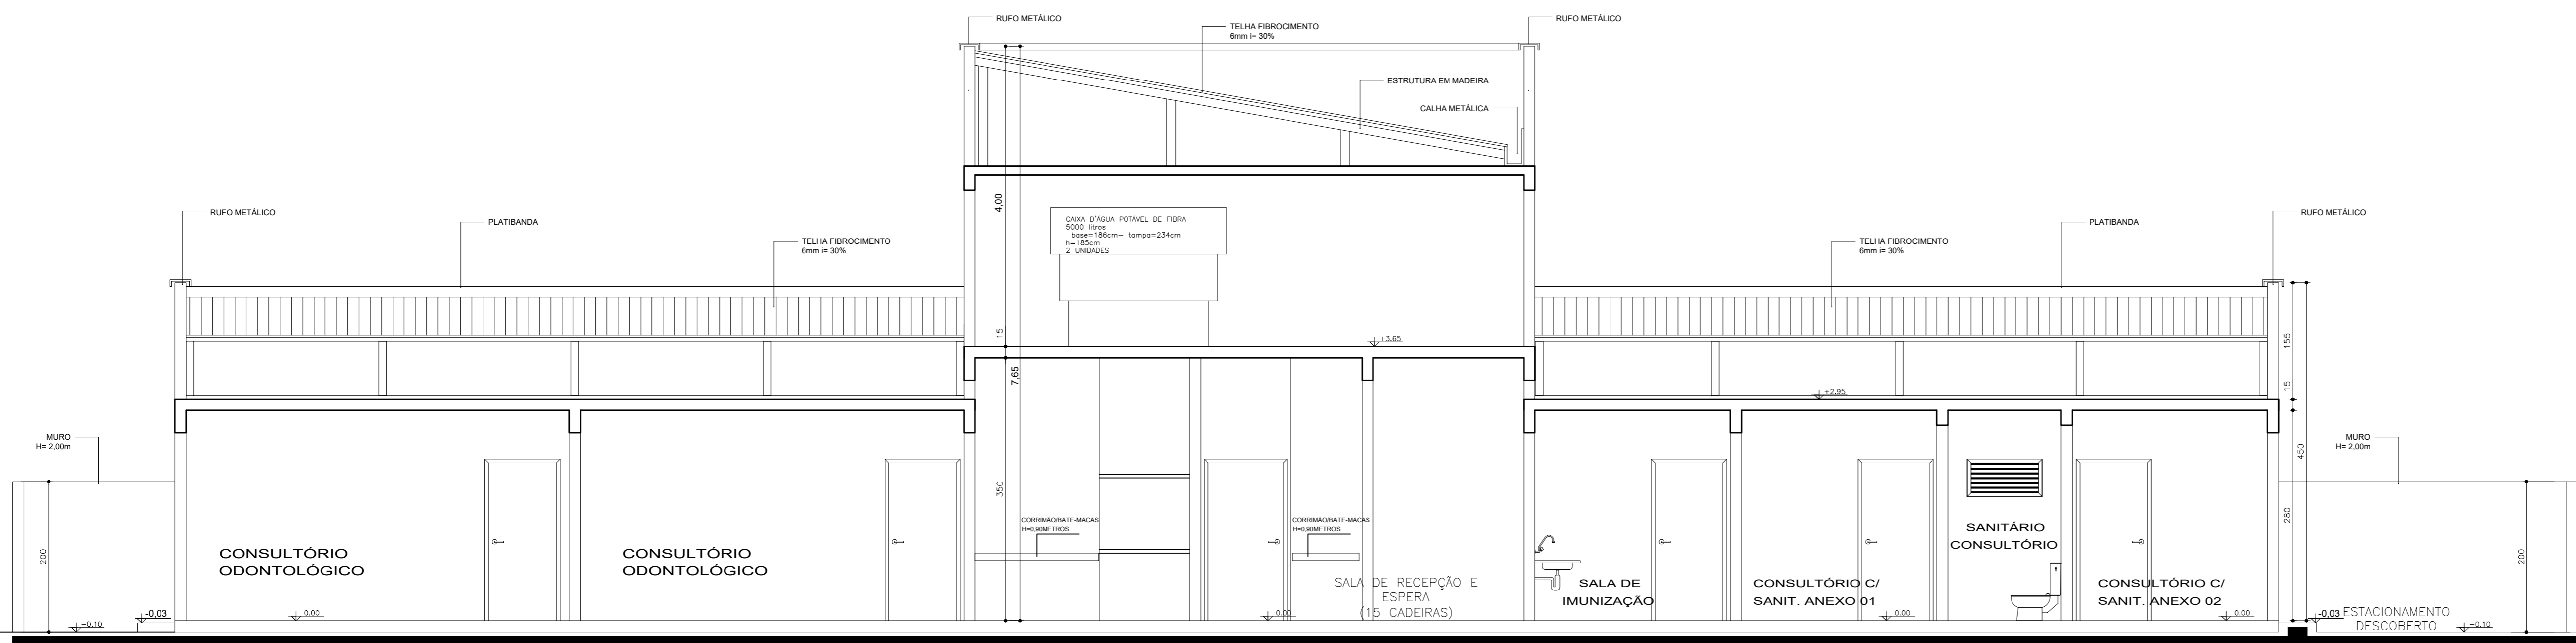 RUFO METÁLICO
TELHA FIBROCIMENTO
6mm i= 30%
RUFO METÁLICO
ESTRUTURA EM MADEIRA
CALHA METÁLICA
4,00
CAIXA D'ÁGUA POTÁVEL DE FIBRA
5000 litros
base=186cm- tampa=234cm
h=185cm
2 UNIDADES
RUFO METÁLICO
PLATIBANDA
TELHA FIBROCIMENTO
6mm i= 30%
TELHA FIBROCIMENTO
6mm i= 30%
PLATIBANDA
RUFO METÁLICO
15
+3.65
155
7,65
+2.95
15
MURO
H= 2,00m
MURO
H= 2,00m
450
350
280
CORRIMÃO/BATE-MACAS
H=0,90METROS
CORRIMÃO/BATE-MACAS
H=0,90METROS
200
200
CONSULTÓRIO
ODONTOLÓGICO
CONSULTÓRIO
ODONTOLÓGICO
SALA DE RECEPÇÃO E
ESPERA
(15 CADEIRAS)
SALA DE
IMUNIZAÇÃO
CONSULTÓRIO C/
SANIT. ANEXO 01
SANITÁRIO
CONSULTÓRIO
CONSULTÓRIO C/
SANIT. ANEXO 02
-0,03
-0.10
0.00
0.00
0.00
0.00
-0,03
ESTACIONAMENTO
DESCOBERTO
-0.10